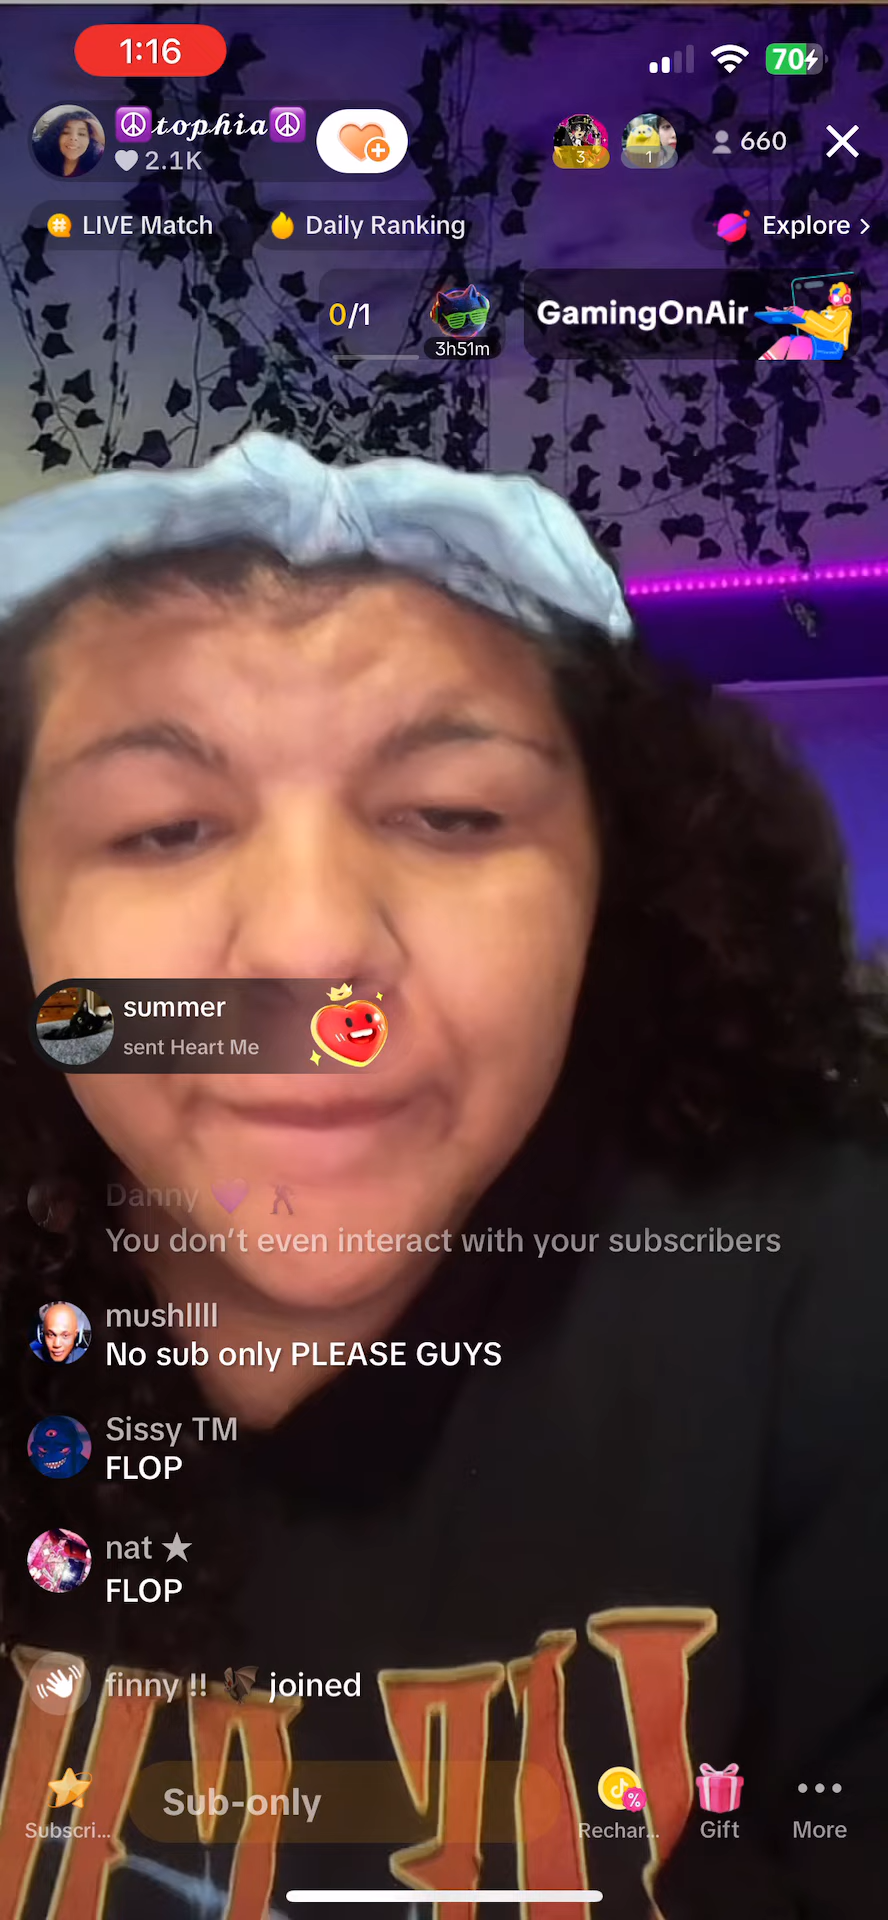 1:16
70
☮️𝓽𝓸𝓹𝓱𝓲𝓪☮️
2.1K
3
1
660
LIVE Match
Daily Ranking
Explore >
0/1
3h51m
GamingOnAir
summer
sent Heart Me
Danny 💜 🕺
You don't even interact with your subscribers
mushllll
No sub only PLEASE GUYS
Sissy TM
FLOP
nat ★
FLOP
finny !! 🦇 joined
Sub-only
Subscri...
Rechar...
Gift
More